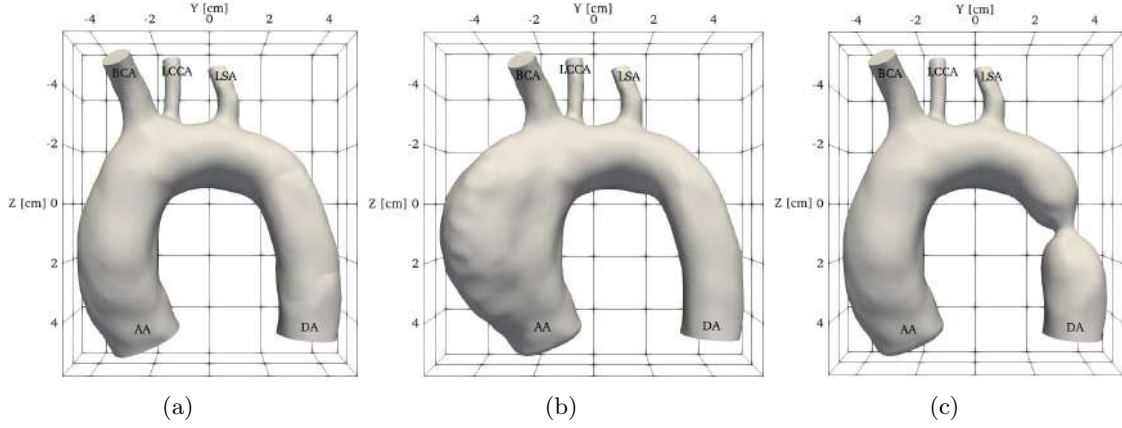 Y [cm]
-4 -2 0 2 4
BCA LCCA LSA
-4
-2
Z [cm] 0
2
4
AA DA
(a)
Y [cm]
-4 -2 0 2 4
BCA LCCA LSA
-4
-2
Z [cm] 0
2
4
AA DA
(b)
Y [cm]
-4 -2 0 2 4
BCA LCCA LSA
-4
-2
Z [cm] 0
2
4
AA DA
(c)